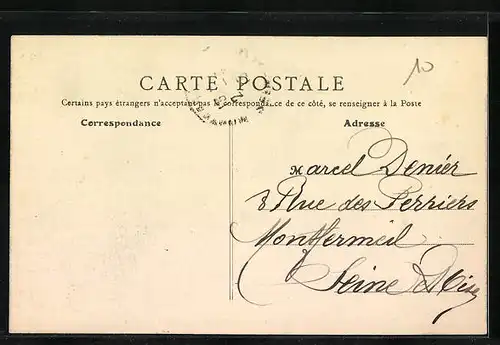 10
CARTE POSTALE
Certains pays étrangers n'acceptant pas la correspondance de ce côté, se renseigner à la Poste
Correspondance
Adresse
Marcel Denier
8 Rue des Perriers
Montfermeil
Seine & Oise